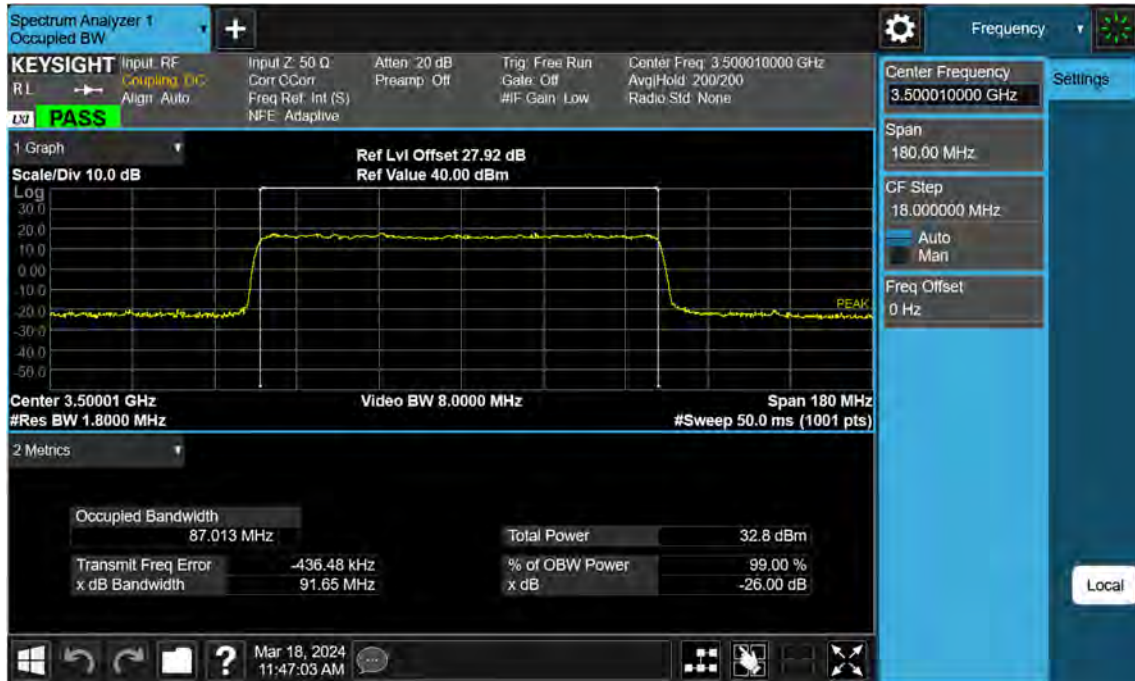 Spectrum Analyzer 1
Occupied BW
+
Frequency
KEYSIGHT
RL
LXI PASS
Input: RF
Coupling: DC
Align: Auto
Input Z: 50 Ω
Corr CCorr
Freq Ref: Int (S)
NFE: Adaptive
Atten: 20 dB
Preamp: Off
Trig: Free Run
Gate: Off
#IF Gain: Low
Center Freq: 3.500010000 GHz
Avg|Hold: 200/200
Radio Std: None
Center Frequency
3.500010000 GHz
Settings
Span
180.00 MHz
CF Step
18.000000 MHz
Auto
Man
Freq Offset
0 Hz
1 Graph
Scale/Div 10.0 dB
Ref Lvl Offset 27.92 dB
Ref Value 40.00 dBm
Log
30.0
20.0
10.0
0.00
-10.0
-20.0
-30.0
-40.0
-50.0
PEAK
Center 3.50001 GHz
#Res BW 1.8000 MHz
Video BW 8.0000 MHz
Span 180 MHz
#Sweep 50.0 ms (1001 pts)
2 Metrics
Occupied Bandwidth
87.013 MHz
Total Power 32.8 dBm
Transmit Freq Error -436.48 kHz
% of OBW Power 99.00 %
x dB Bandwidth 91.65 MHz
x dB -26.00 dB
Local
?
Mar 18, 2024
11:47:03 AM